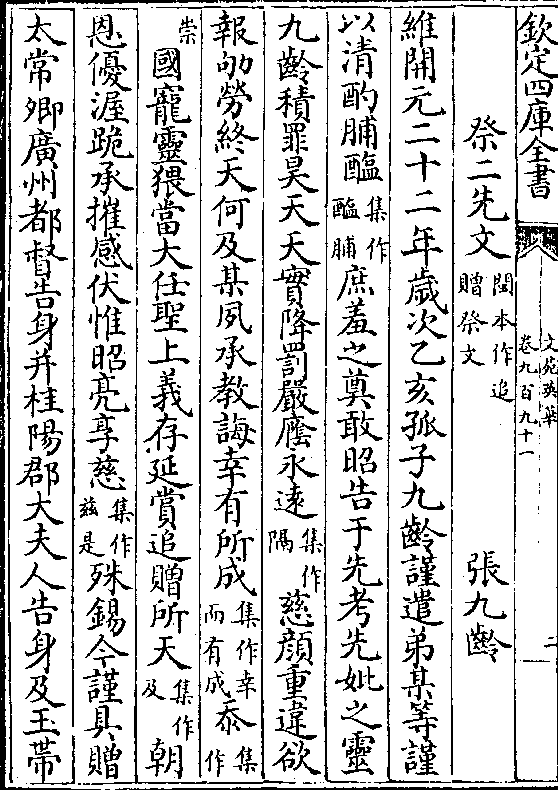 欽定四庫全書
文苑英華
卷九百九十一
二
祭二先文閣本作追贈祭文 張九齡
維開元二十二年歲次乙亥孤子九齡謹遣弟某等謹
以清酌脯醢集作醢脯庶羞之奠敢昭告于先考先妣之靈
九齡積罪昊天天實降罰嚴廕永遠集作隔慈顔重違欲
報劬勞終天何及某夙承教誨幸有所成集作幸而有成忝集作
崇國寵靈猥當大任聖上義存延賞追贈所天集作及朝
恩優渥跪承摧感伏惟昭亮享慈集作兹是殊錫今謹具贈
太常卿廣州都督告身并桂陽郡大夫人告身及玉帶